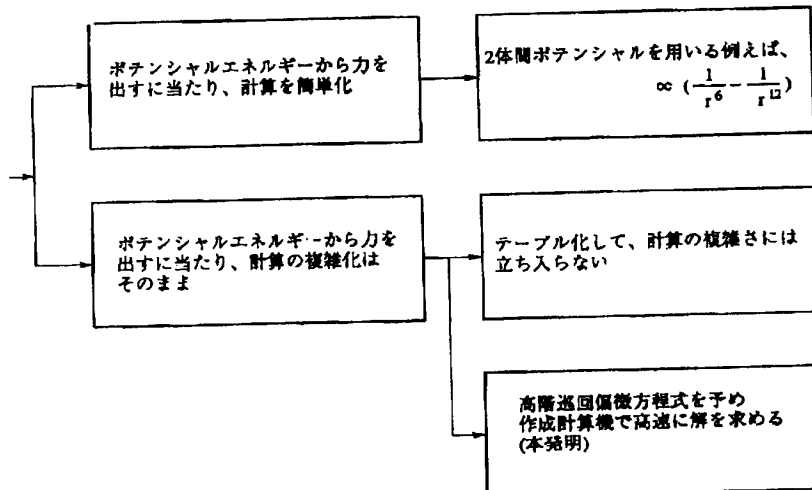 ポテンシャルエネルギーから力を
出すに当たり、計算を簡単化
2体間ポテンシャルを用いる例えば、
∝ (1/r^6 - 1/r^12)
ポテンシャルエネルギーから力を
出すに当たり、計算の複雑化は
そのまま
テーブル化して、計算の複雑さには
立ち入らない
高階巡回偏微方程式を予め
作成計算機で高速に解を求める
(本発明)